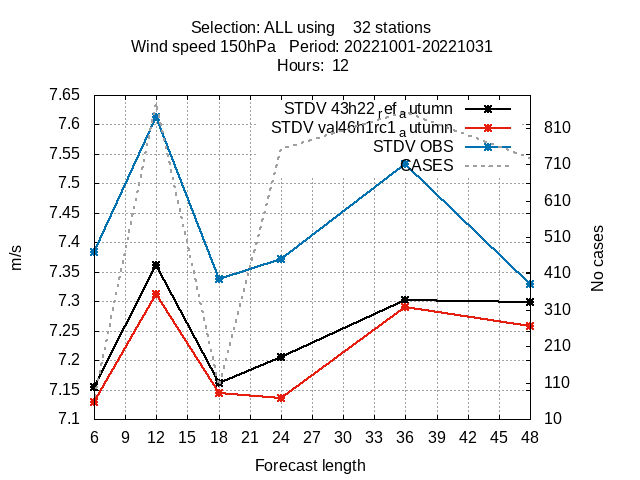 Selection: ALL using    32 stations
Wind speed 150hPa   Period: 20221001-20221031
Hours:  12
STDV 43h22ref_autumn
STDV val46h1rc1_autumn
STDV OBS
CASES
7.65
7.6
7.55
7.5
7.45
7.4
7.35
7.3
7.25
7.2
7.15
7.1
m/s
810
710
610
510
410
310
210
110
10
No cases
6 9 12 15 18 21 24 27 30 33 36 39 42 45 48
Forecast length